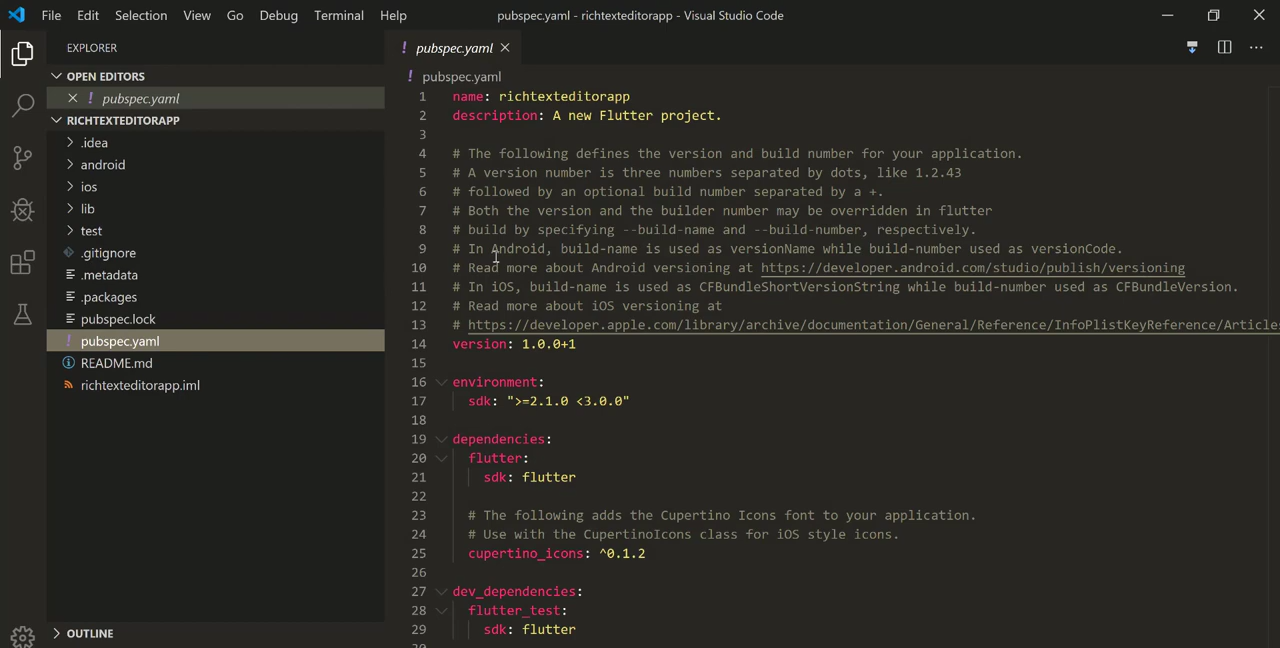 File Edit Selection View Go Debug Terminal Help pubspec.yaml - richtexteditorapp - Visual Studio Code
EXPLORER
OPEN EDITORS
pubspec.yaml
RICHTEXTEDITORAPP
.idea
android
ios
lib
test
.gitignore
.metadata
.packages
pubspec.lock
pubspec.yaml
README.md
richtexteditorapp.iml
OUTLINE
! pubspec.yaml
! pubspec.yaml
1 name: richtexteditorapp
2 description: A new Flutter project.
3
4 # The following defines the version and build number for your application.
5 # A version number is three numbers separated by dots, like 1.2.43
6 # followed by an optional build number separated by a +.
7 # Both the version and the builder number may be overridden in flutter
8 # build by specifying --build-name and --build-number, respectively.
9 # In Android, build-name is used as versionName while build-number used as versionCode.
10 # Read more about Android versioning at https://developer.android.com/studio/publish/versioning
11 # In iOS, build-name is used as CFBundleShortVersionString while build-number used as CFBundleVersion.
12 # Read more about iOS versioning at
13 # https://developer.apple.com/library/archive/documentation/General/Reference/InfoPlistKeyReference/Articles
14 version: 1.0.0+1
15
16 environment:
17 sdk: ">=2.1.0 <3.0.0"
18
19 dependencies:
20 flutter:
21 sdk: flutter
22
23 # The following adds the Cupertino Icons font to your application.
24 # Use with the CupertinoIcons class for iOS style icons.
25 cupertino_icons: ^0.1.2
26
27 dev_dependencies:
28 flutter_test:
29 sdk: flutter